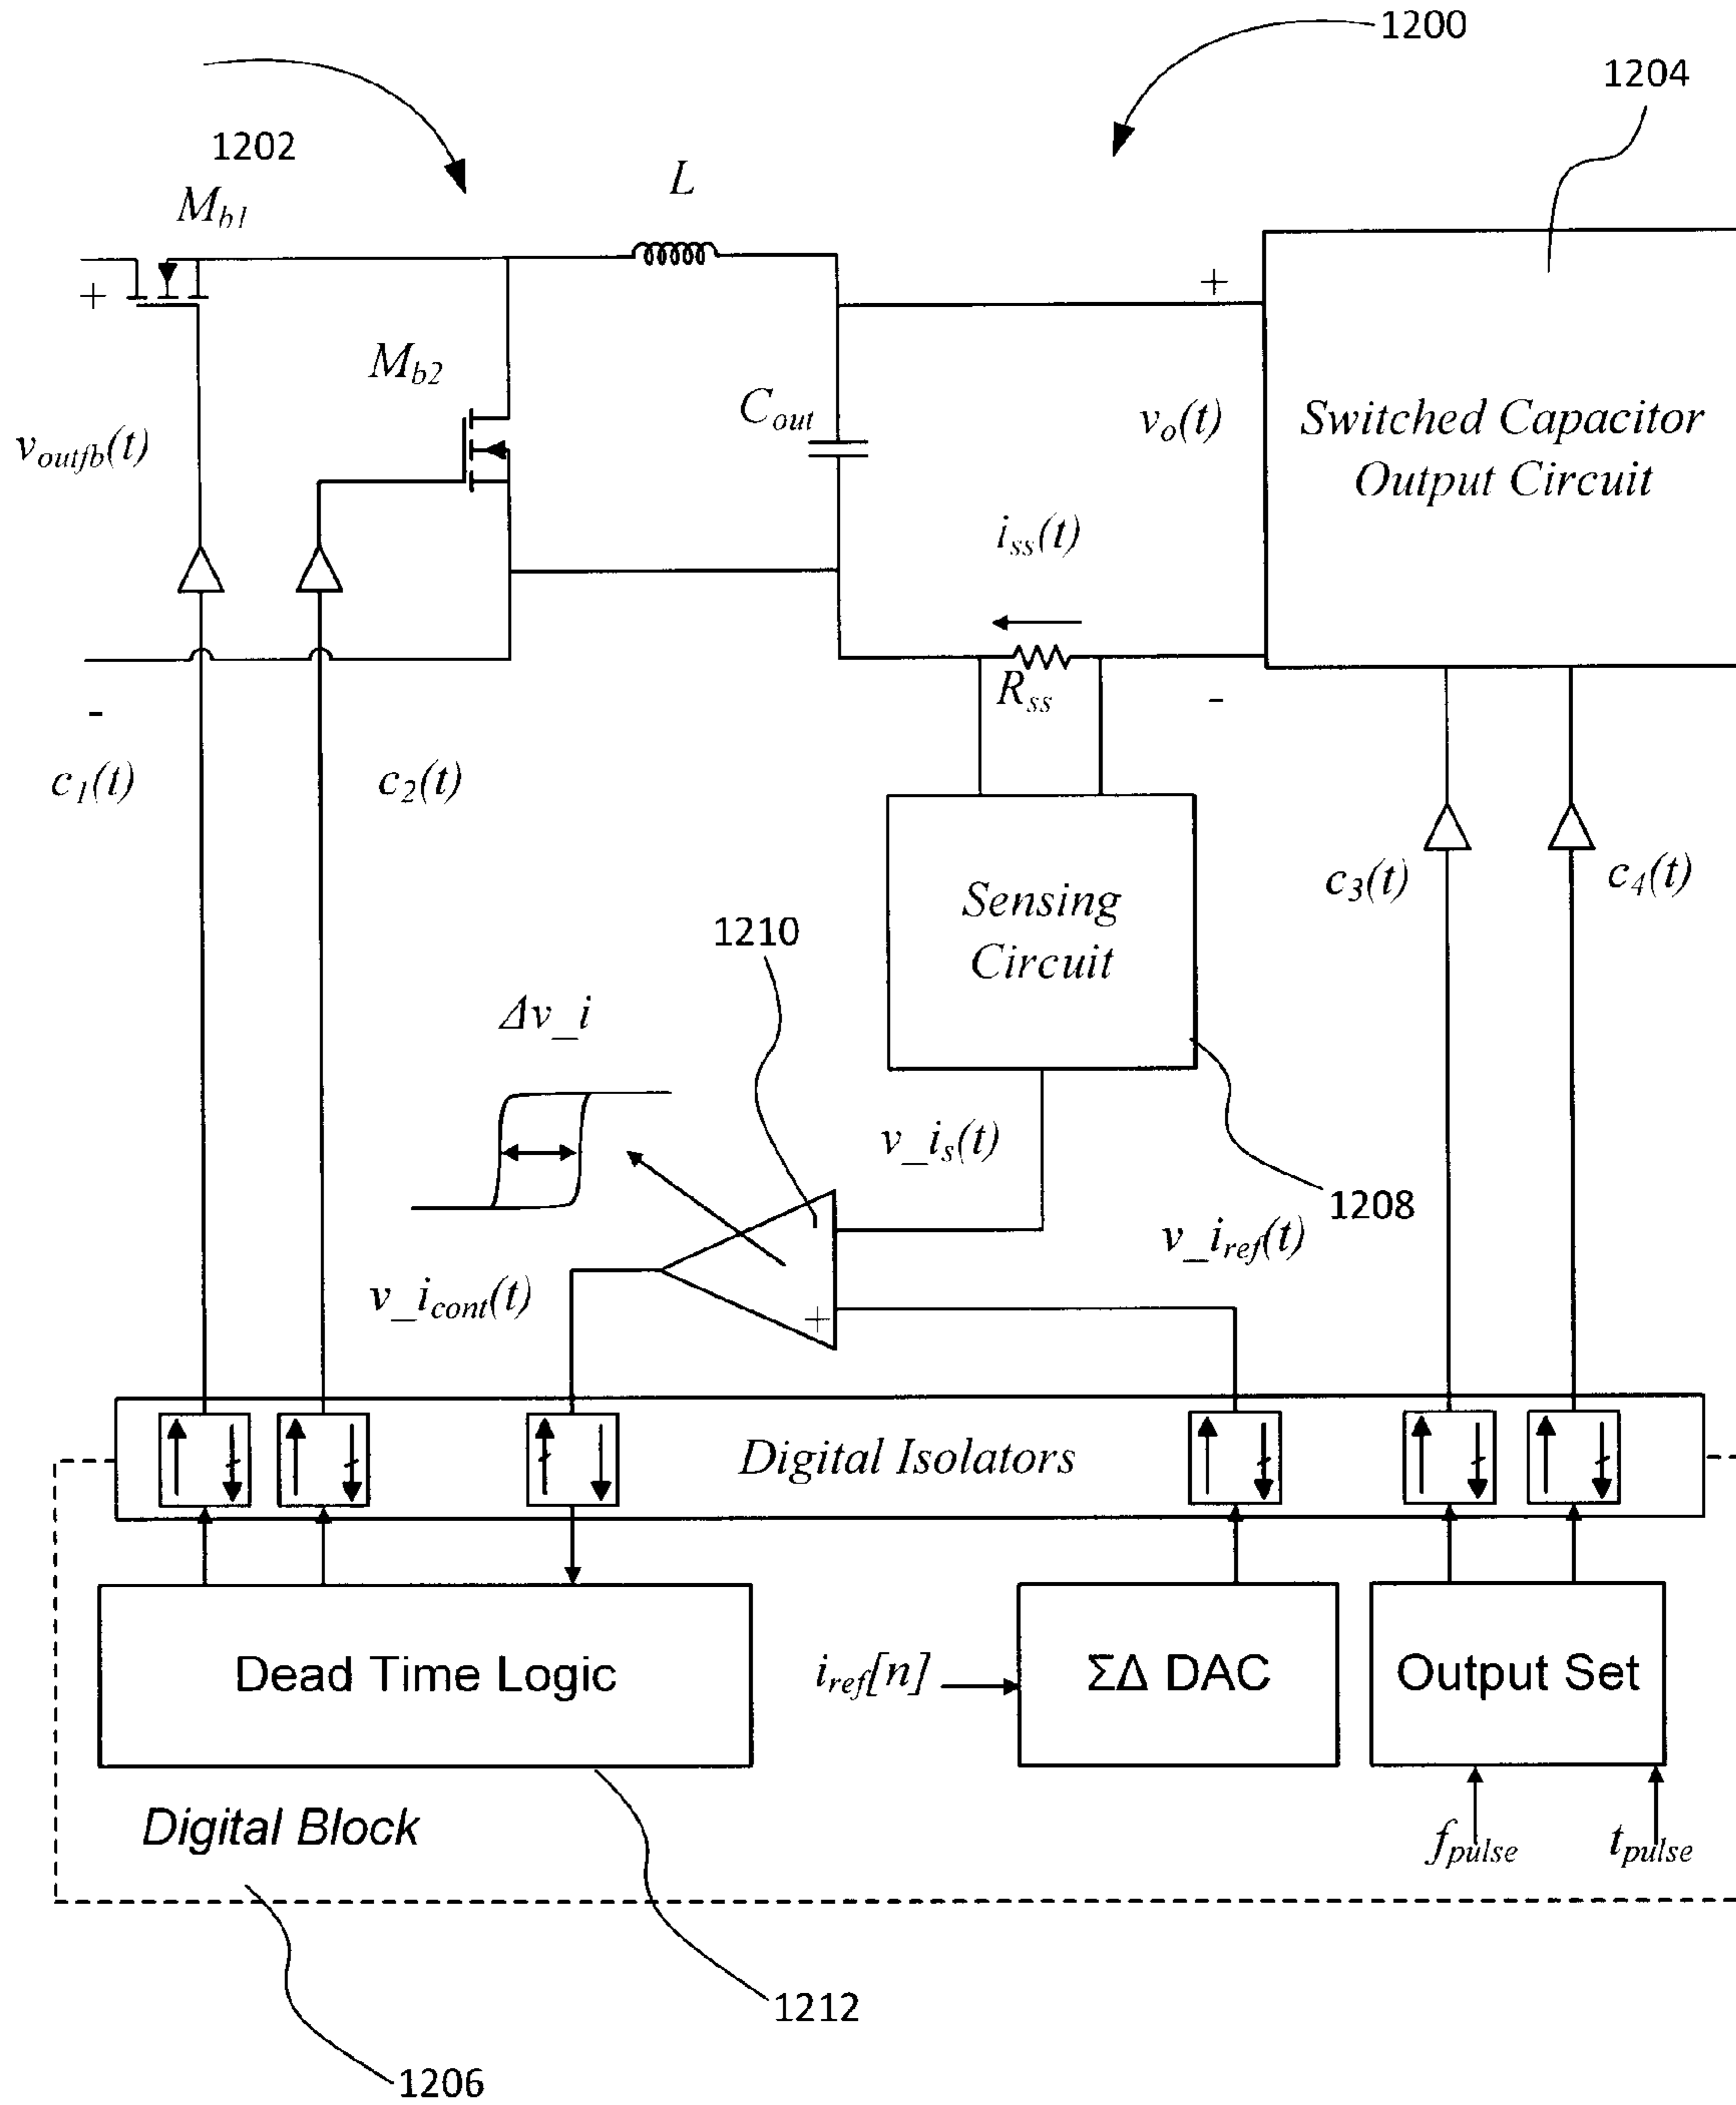 1200
1204
1202
L
M_b1
+
+
M_b2
C_out
v_o(t)
Switched Capacitor
Output Circuit
v_outfb(t)
i_ss(t)
R_ss
-
-
c_1(t)
c_2(t)
c_3(t)
c_4(t)
Sensing
Circuit
1210
Δv_i
v_i_s(t)
1208
v_i_ref(t)
v_i_cont(t)
-
+
Digital Isolators
Dead Time Logic
i_ref[n]
ΣΔ DAC
Output Set
Digital Block
f_pulse
t_pulse
1212
1206